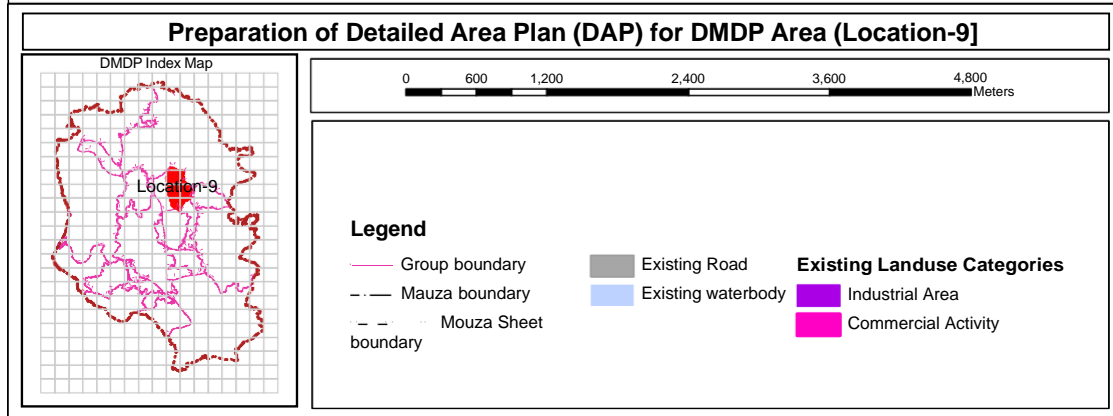 Preparation of Detailed Area Plan (DAP) for DMDP Area (Location-9]
DMDP Index Map
Location-9
0 600 1,200 2,400 3,600 4,800
Meters
Legend
Group boundary
Mauza boundary
Mouza Sheet
boundary
Existing Road
Existing waterbody
Existing Landuse Categories
Industrial Area
Commercial Activity